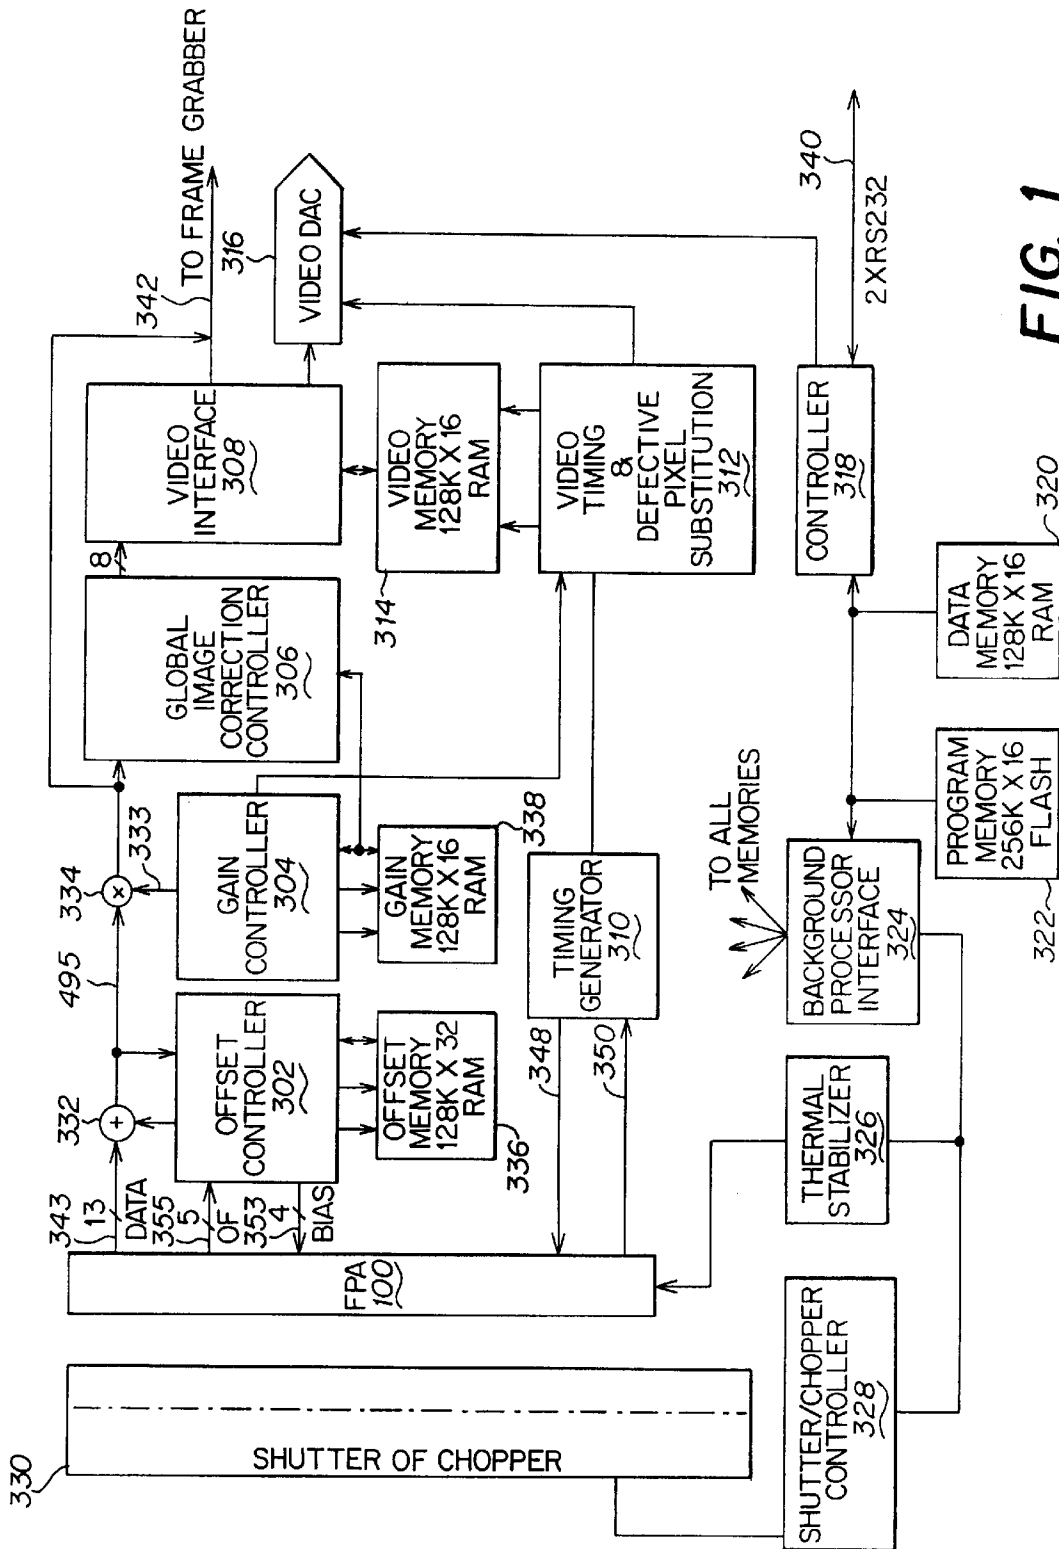 330
SHUTTER OF CHOPPER
SHUTTER/CHOPPER
CONTROLLER
328
FPA 100
343
13
DATA
355
5
OF
353
4
BIAS
332
+
OFFSET
CONTROLLER
302
OFFSET
MEMORY
128K X 32
RAM
336
495
334
×
333
GAIN
CONTROLLER
304
GAIN
MEMORY
128K X 16
RAM
338
GLOBAL
IMAGE
CORRECTION
CONTROLLER
306
8
VIDEO
INTERFACE
308
342
TO FRAME GRABBER
316
VIDEO DAC
VIDEO
MEMORY
128K X 16
RAM
314
VIDEO
TIMING
&
DEFECTIVE
PIXEL
SUBSTITUTION
312
348
350
TIMING
GENERATOR
310
THERMAL
STABILIZER
326
TO ALL
MEMORIES
BACKGROUND
PROCESSOR
INTERFACE
324
CONTROLLER
318
340
2XRS232
PROGRAM
MEMORY
256K X 16
FLASH
322
DATA
MEMORY
128K X 16
RAM
320
FIG. 1